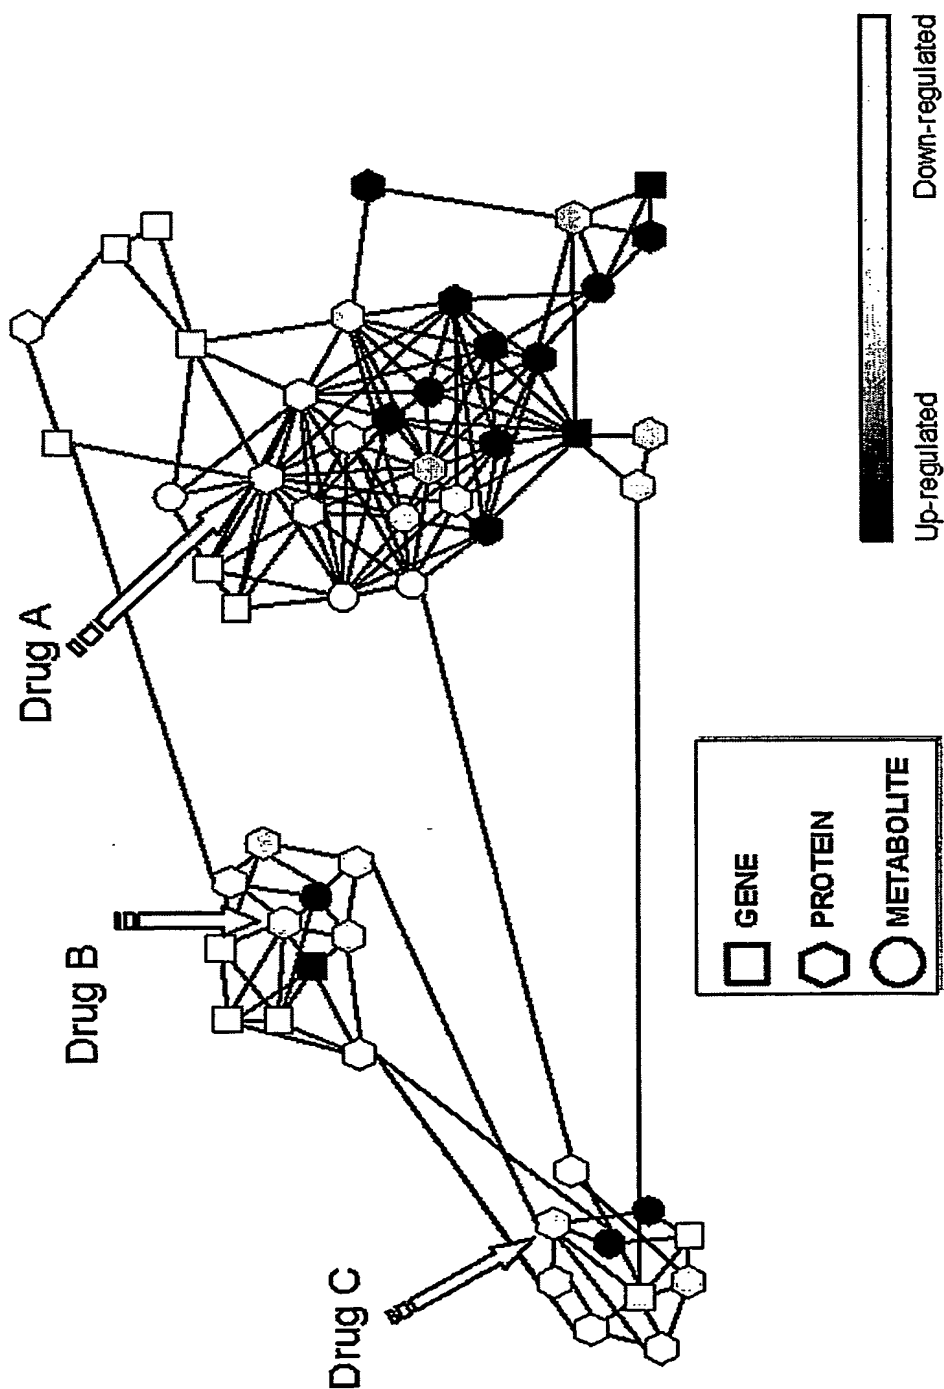 Drug A
Drug B
Drug C
GENE
PROTEIN
METABOLITE
Up-regulated
Down-regulated